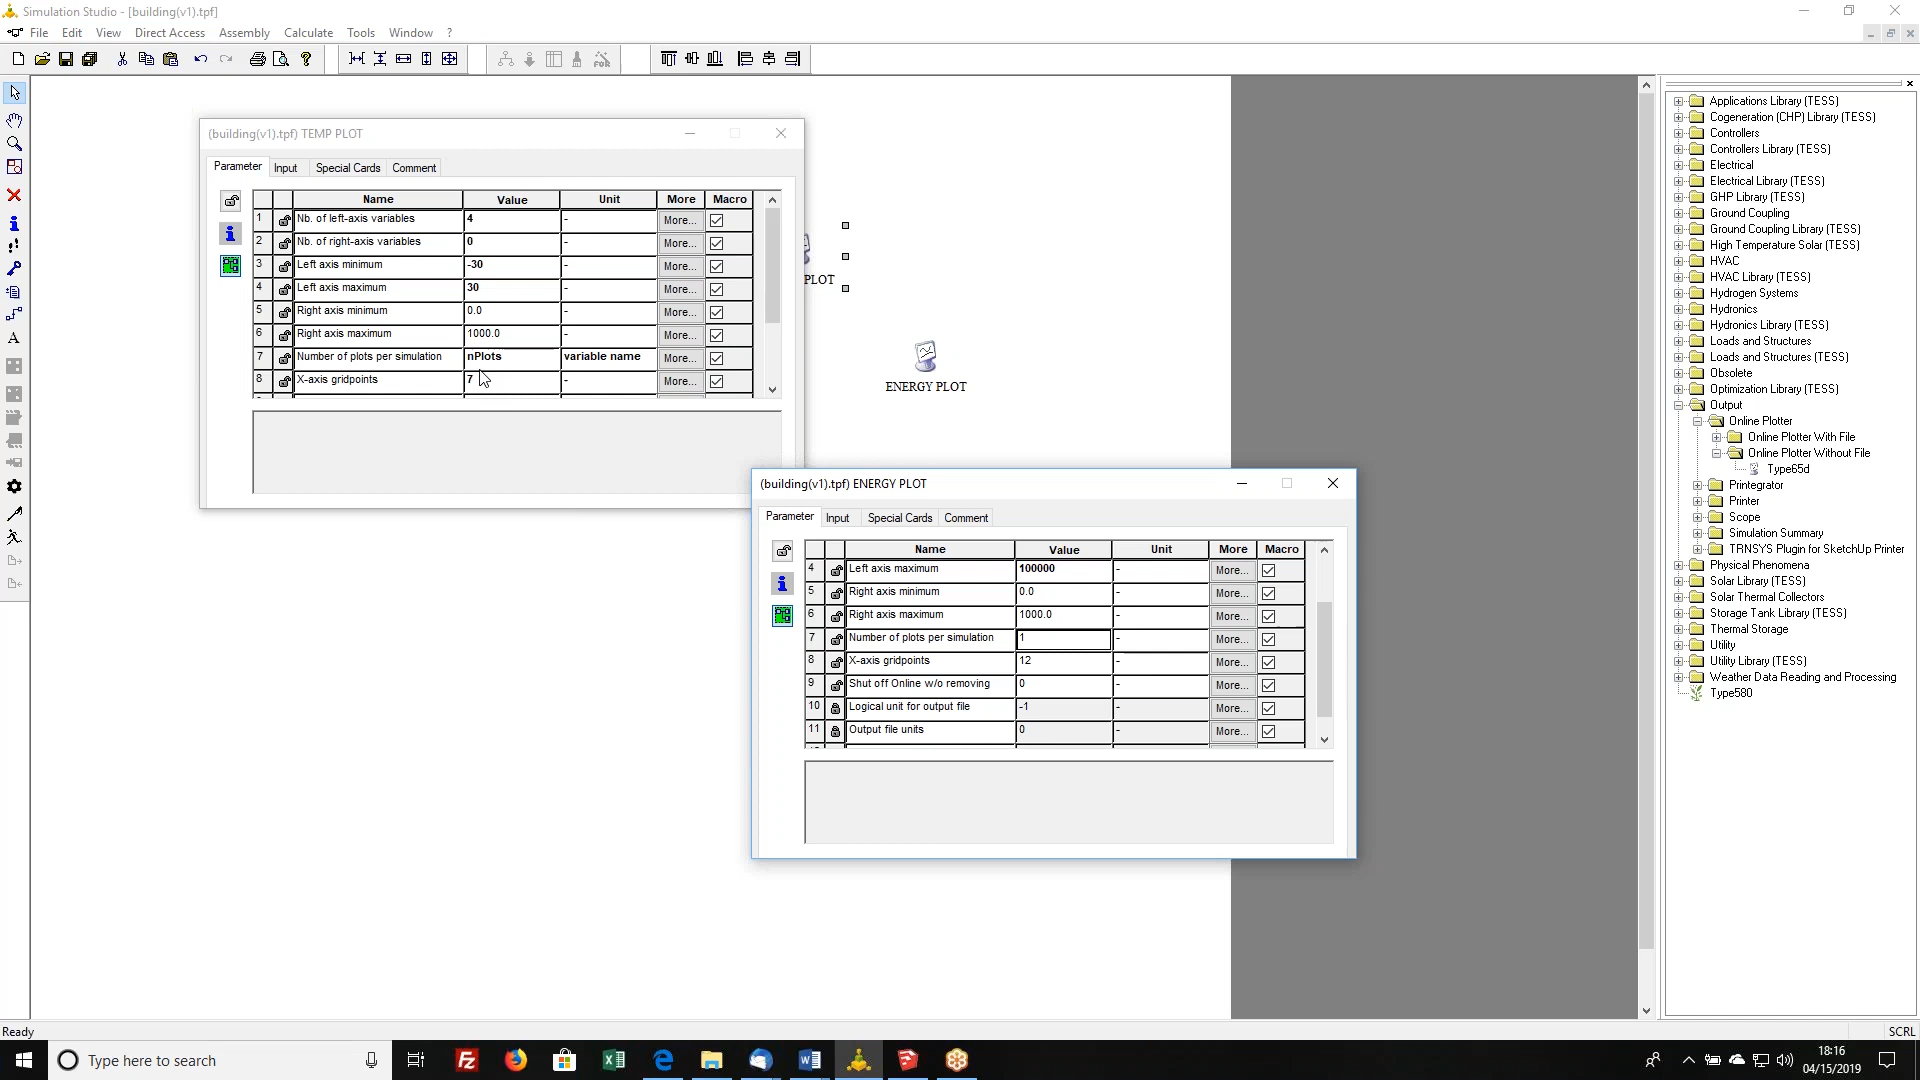 Simulation Studio - [building(v1).tpf]
File Edit View Direct Access Assembly Calculate Tools Window ?
(building(v1).tpf) TEMP PLOT
Parameter Input Special Cards Comment
Name Value Unit More Macro
1 Nb. of left-axis variables 4 - More...
2 Nb. of right-axis variables 0 - More...
3 Left axis minimum -30 - More...
4 Left axis maximum 30 - More...
5 Right axis minimum 0.0 - More...
6 Right axis maximum 1000.0 - More...
7 Number of plots per simulation nPlots variable name More...
8 X-axis gridpoints 7 - More...
PLOT
ENERGY PLOT
(building(v1).tpf) ENERGY PLOT
Parameter Input Special Cards Comment
Name Value Unit More Macro
4 Left axis maximum 100000 - More...
5 Right axis minimum 0.0 - More...
6 Right axis maximum 1000.0 - More...
7 Number of plots per simulation 1 - More...
8 X-axis gridpoints 12 - More...
9 Shut off Online w/o removing 0 - More...
10 Logical unit for output file -1 - More...
11 Output file units 0 - More...
Applications Library (TESS)
Cogeneration (CHP) Library (TESS)
Controllers
Controllers Library (TESS)
Electrical
Electrical Library (TESS)
GHP Library (TESS)
Ground Coupling
Ground Coupling Library (TESS)
High Temperature Solar (TESS)
HVAC
HVAC Library (TESS)
Hydrogen Systems
Hydronics
Hydronics Library (TESS)
Loads and Structures
Loads and Structures (TESS)
Obsolete
Optimization Library (TESS)
Output
Online Plotter
Online Plotter With File
Online Plotter Without File
Type65d
Printegrator
Printer
Scope
Simulation Summary
TRNSYS Plugin for SketchUp Printer
Physical Phenomena
Solar Library (TESS)
Solar Thermal Collectors
Storage Tank Library (TESS)
Thermal Storage
Utility
Utility Library (TESS)
Weather Data Reading and Processing
Type580
Ready
SCRL
Type here to search
18:16
04/15/2019